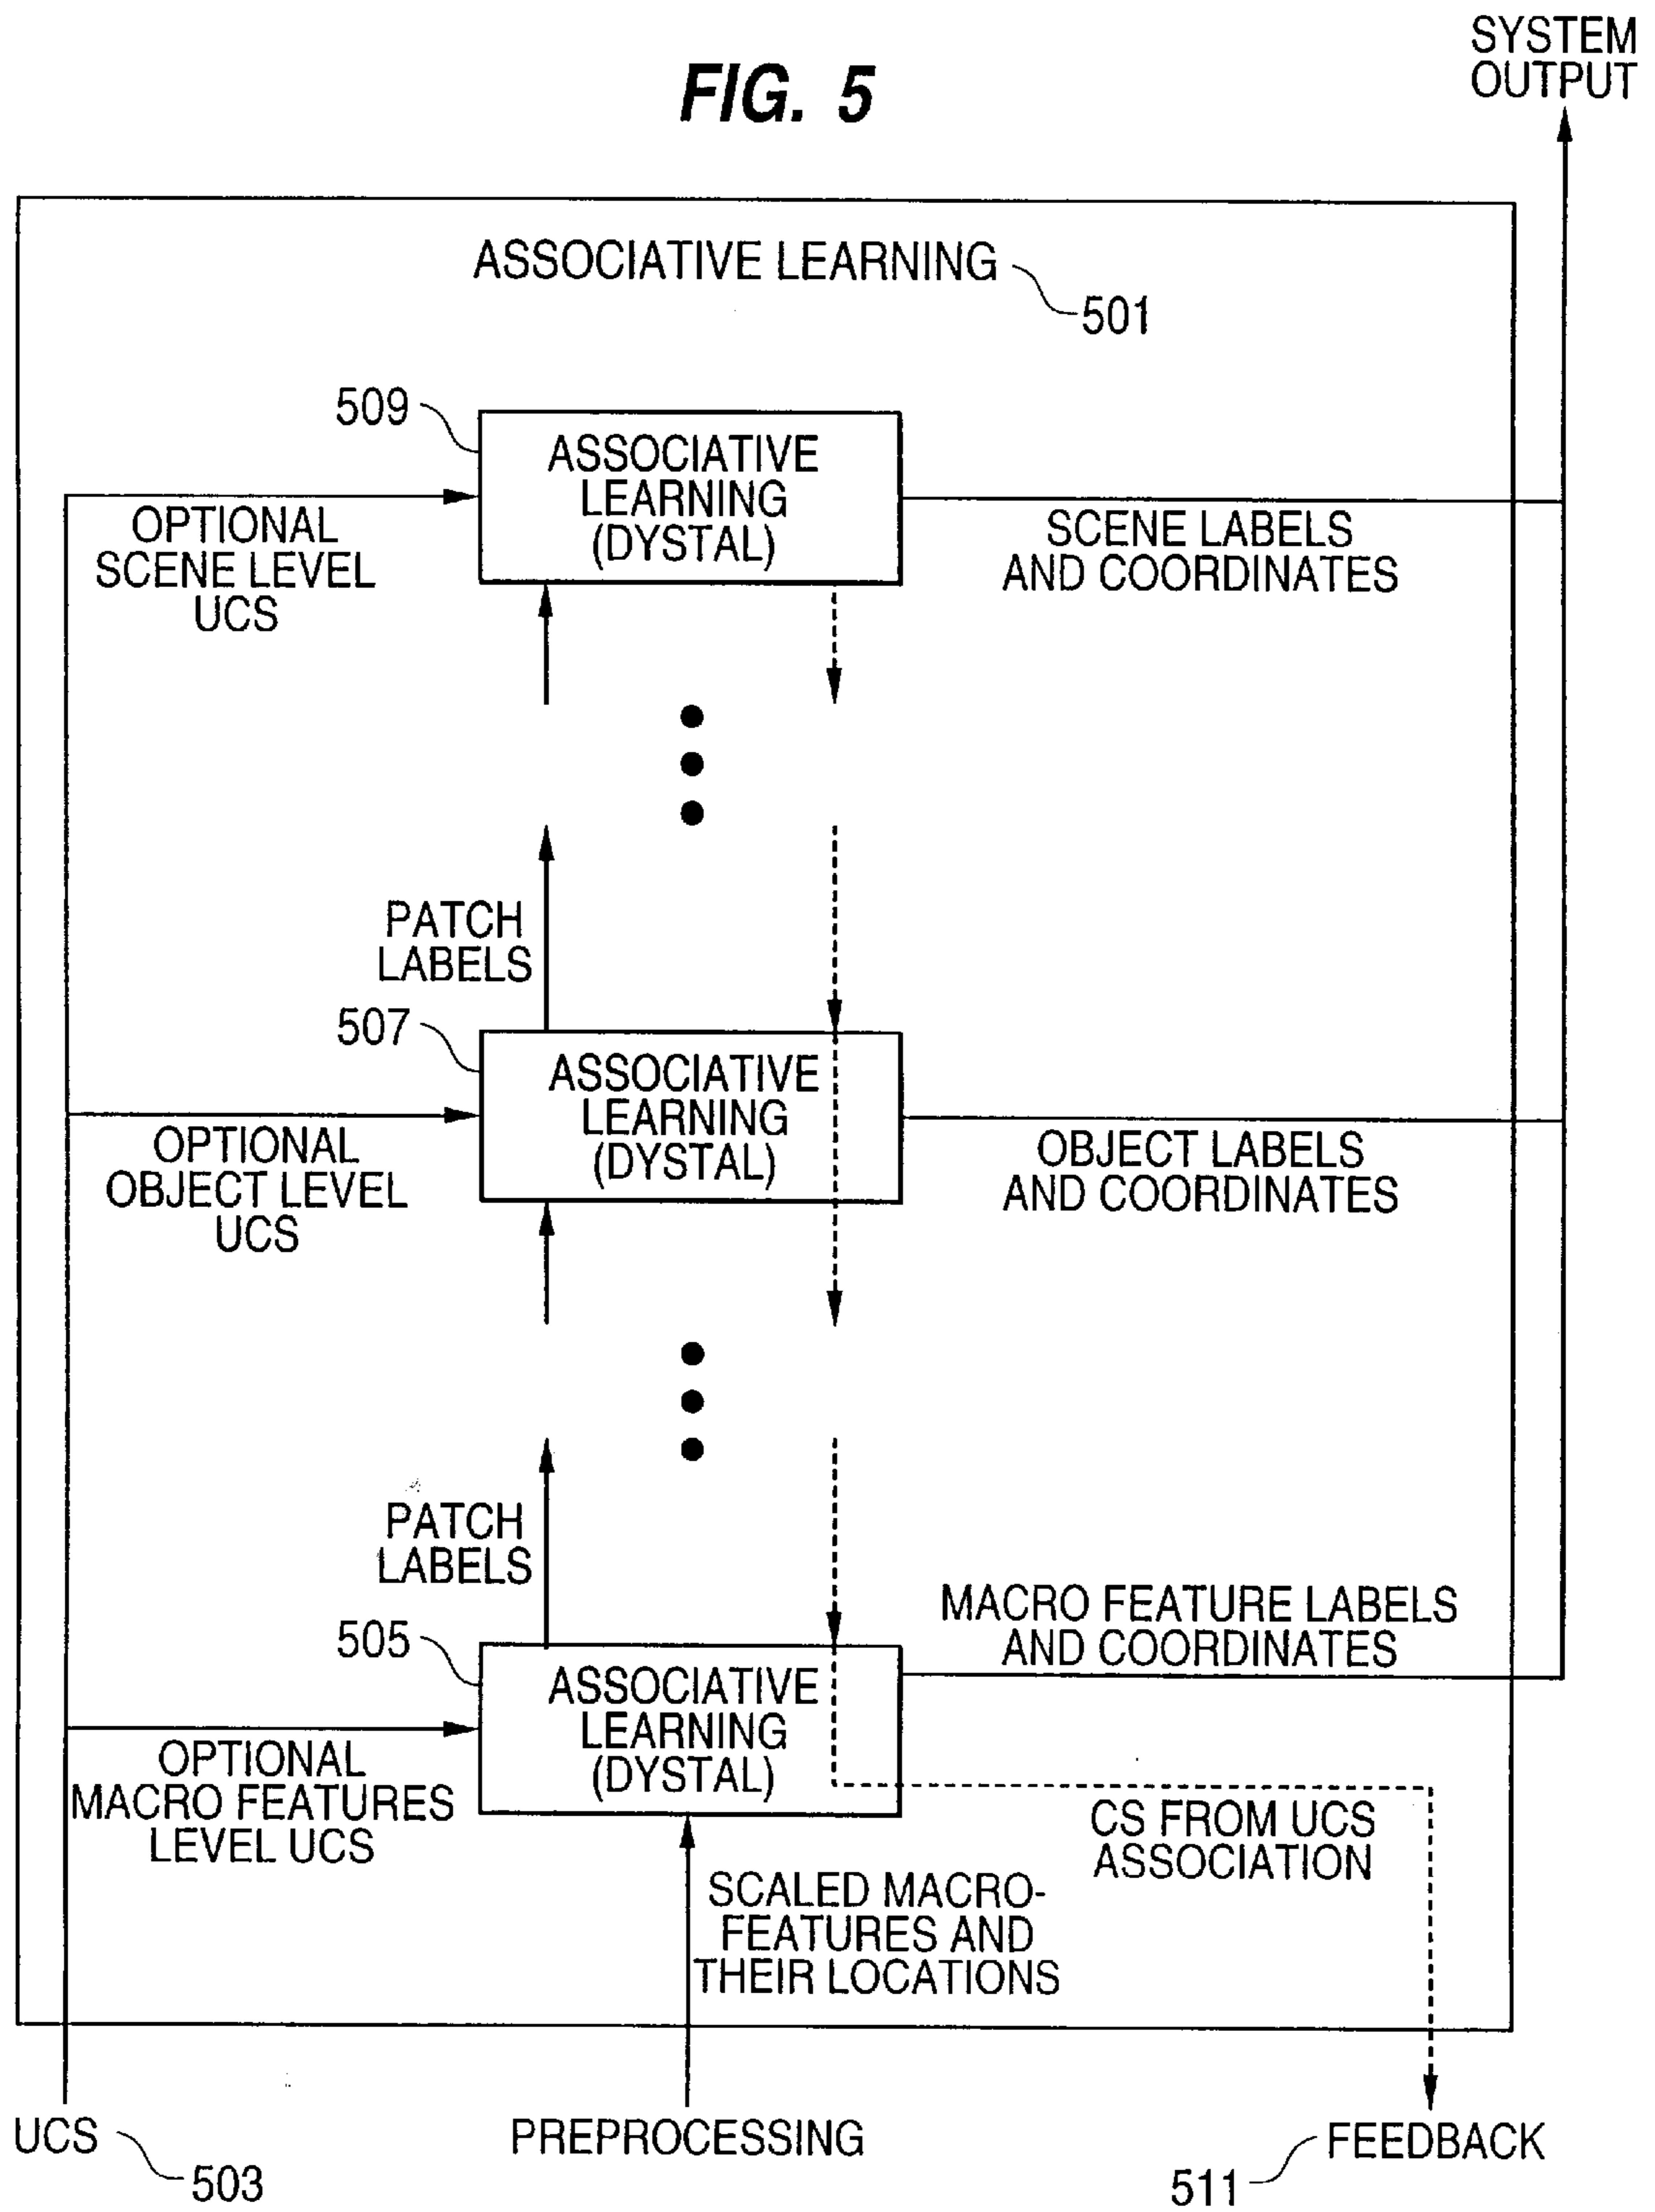 SYSTEM
OUTPUT
FIG. 5
ASSOCIATIVE LEARNING
501
509
ASSOCIATIVE
LEARNING
(DYSTAL)
OPTIONAL
SCENE LEVEL
UCS
SCENE LABELS
AND COORDINATES
PATCH
LABELS
507
ASSOCIATIVE
LEARNING
(DYSTAL)
OPTIONAL
OBJECT LEVEL
UCS
OBJECT LABELS
AND COORDINATES
PATCH
LABELS
505
ASSOCIATIVE
LEARNING
(DYSTAL)
MACRO FEATURE LABELS
AND COORDINATES
OPTIONAL
MACRO FEATURES
LEVEL UCS
CS FROM UCS
ASSOCIATION
SCALED MACRO-
FEATURES AND
THEIR LOCATIONS
UCS
503
PREPROCESSING
FEEDBACK
511